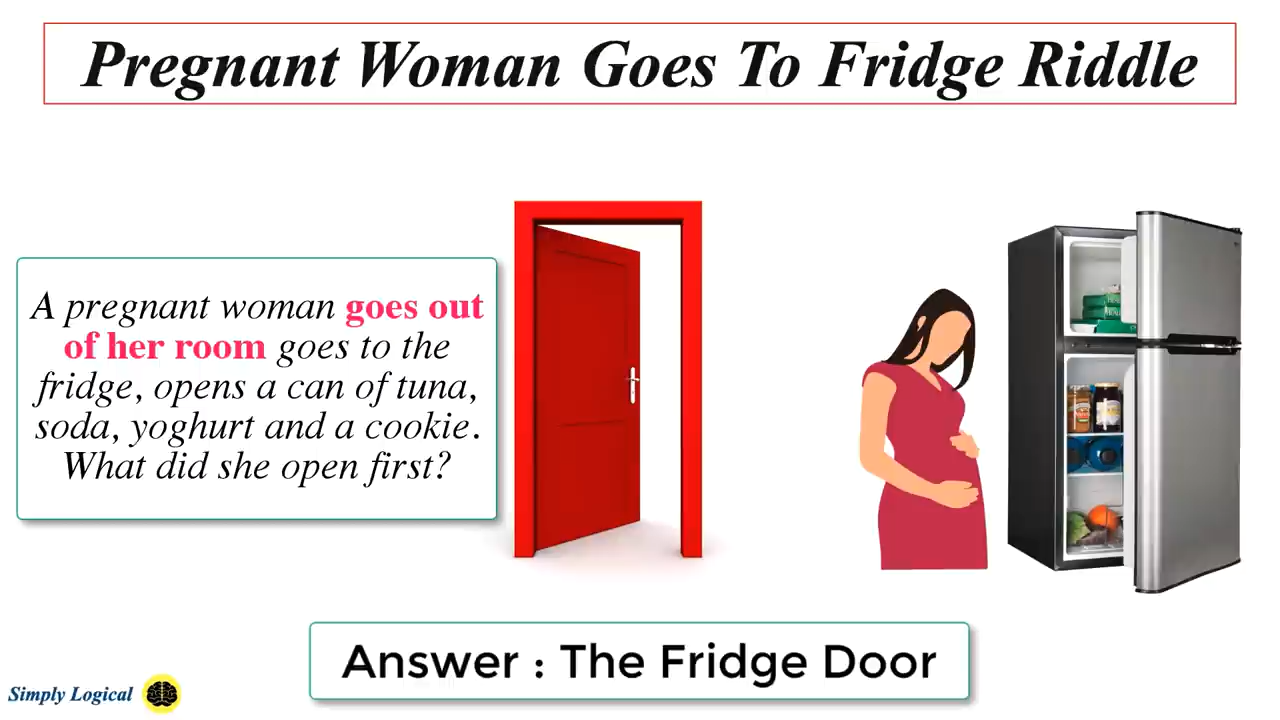 Pregnant Woman Goes To Fridge Riddle
A pregnant woman goes out
of her room goes to the
fridge, opens a can of tuna,
soda, yoghurt and a cookie.
What did she open first?
Answer : The Fridge Door
Simply Logical